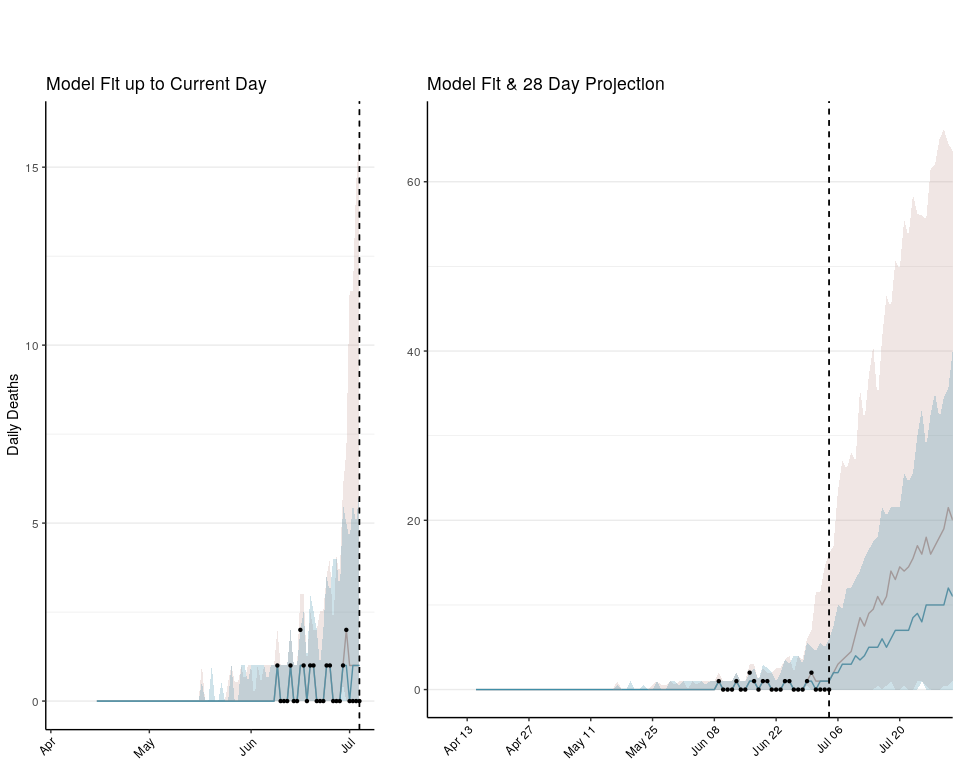 Model Fit up to Current Day
Daily Deaths
15
10
5
0
Apr
May
Jun
Jul
Model Fit & 28 Day Projection
60
40
20
0
Apr 13
Apr 27
May 11
May 25
Jun 08
Jun 22
Jul 06
Jul 20